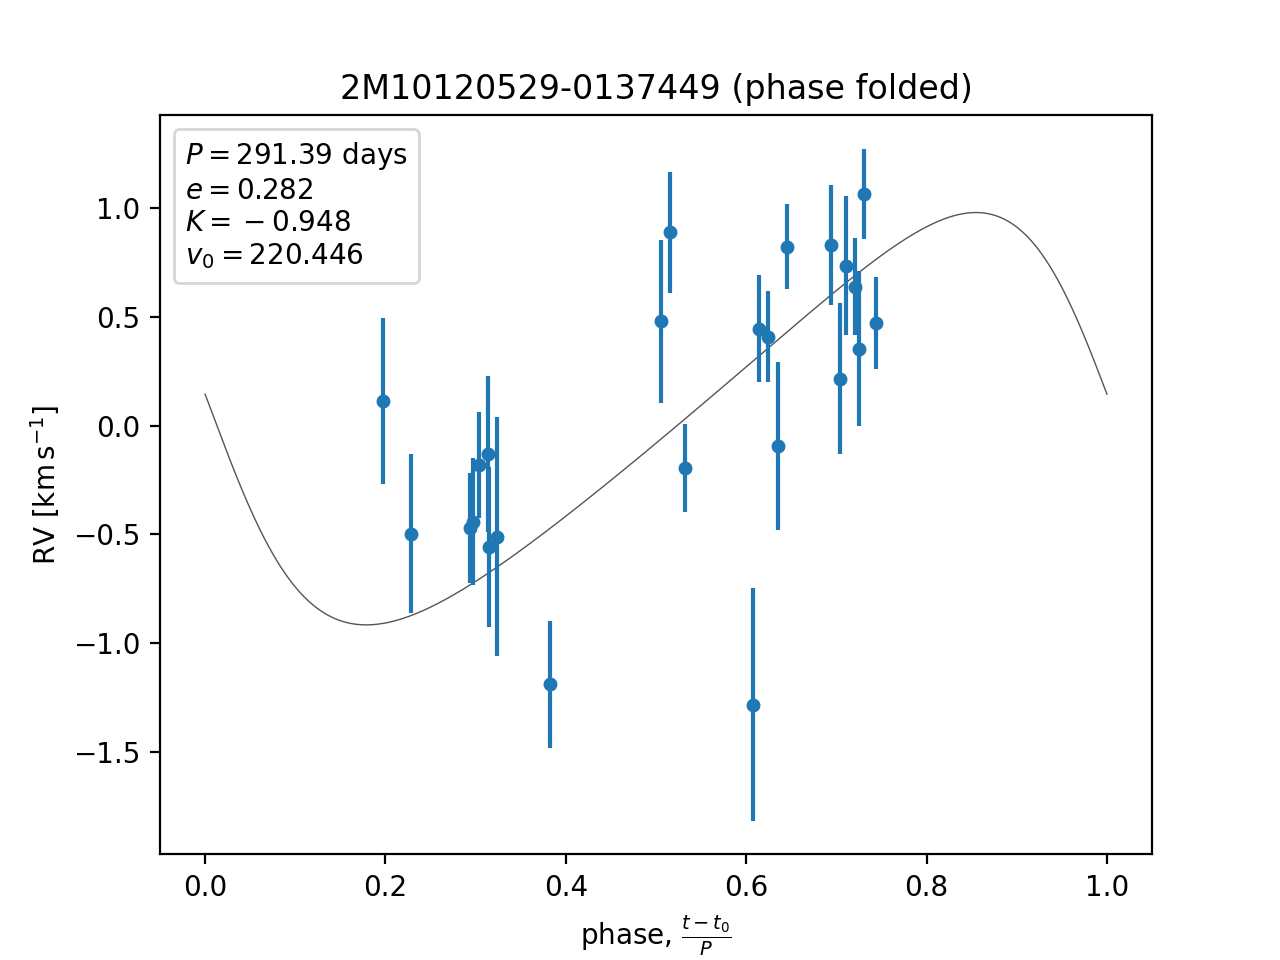 2M10120529-0137449 (phase folded)
P = 291.39 days
e = 0.282
K = −0.948
v₀ = 220.446
1.0
0.5
0.0
−0.5
−1.0
−1.5
RV [km s⁻¹]
0.0 0.2 0.4 0.6 0.8 1.0
phase, (t − t₀)/P